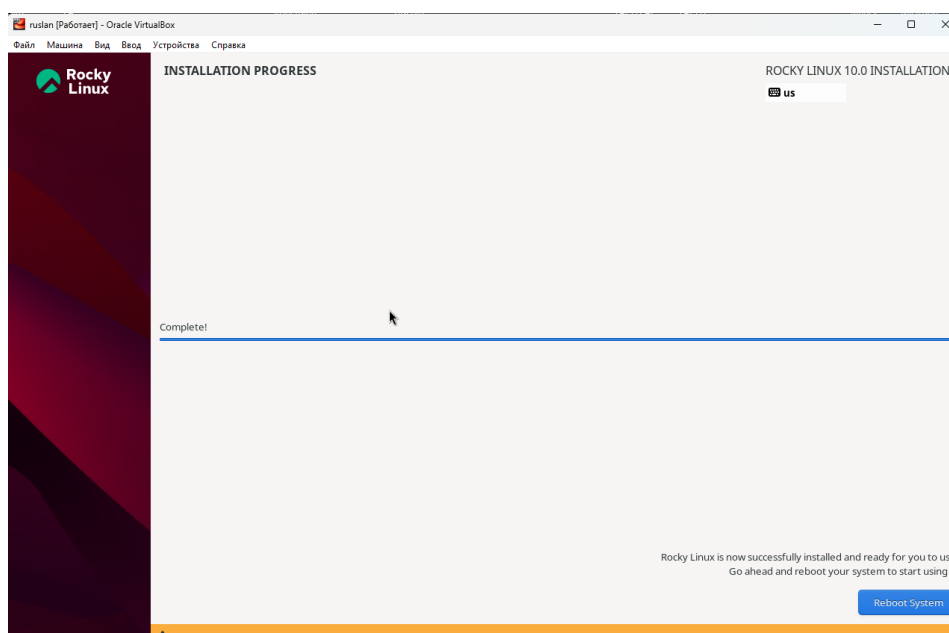 ruslan [Работает] - Oracle VirtualBox
Файл Машина Вид Ввод Устройства Справка
Rocky
Linux
INSTALLATION PROGRESS
ROCKY LINUX 10.0 INSTALLATION
us
Complete!
Rocky Linux is now successfully installed and ready for you to us
Go ahead and reboot your system to start using
Reboot System